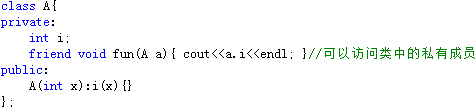 class A{
private:
    int i;
    friend void fun(A a){ cout<<a.i<<endl; }//可以访问类中的私有成员
public:
    A(int x):i(x){}
};